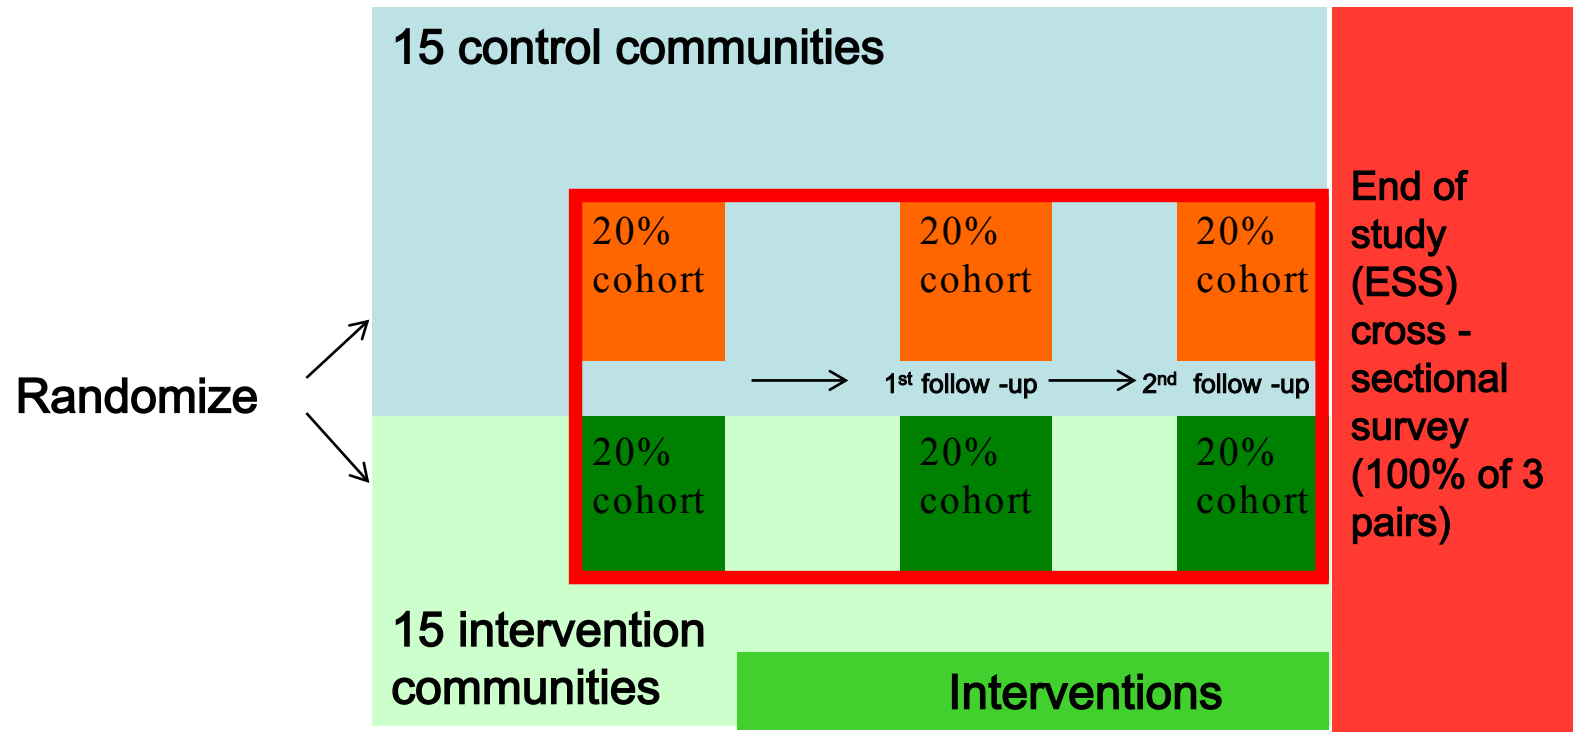 15 control communities
20%
cohort
20%
cohort
20%
cohort
Randomize
1st follow -up
2nd follow -up
20%
cohort
20%
cohort
20%
cohort
15 intervention
communities
Interventions
End of
study
(ESS)
cross -
sectional
survey
(100% of 3
pairs)